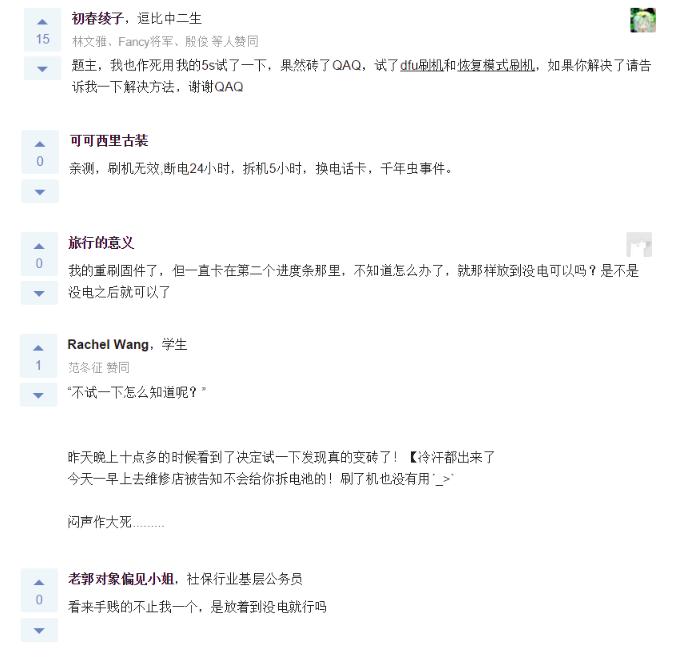 初春续子，逗比中二生
15
林文雅、Fancy将军、殷俊 等人赞同
题主，我也作死用我的5s试了一下，果然砖了QAQ，试了dfu刷机和恢复模式刷机，如果你解决了请告
诉我一下解决方法，谢谢QAQ
可可西里古装
0
亲测，刷机无效,断电24小时，拆机5小时，换电话卡，千年虫事件。
旅行的意义
0
我的重刷固件了，但一直卡在第二个进度条那里，不知道怎么办了，就那样放到没电可以吗？是不是
没电之后就可以了
Rachel Wang，学生
1
范冬征 赞同
“不试一下怎么知道呢？”
昨天晚上十点多的时候看到了决定试一下发现真的变砖了！【冷汗都出来了
今天一早上去维修店被告知不会给你拆电池的！刷了机也没有用´_>`
闷声作大死.........
老郭对象偏见小姐，社保行业基层公务员
0
看来手贱的不止我一个，是放着到没电就行吗